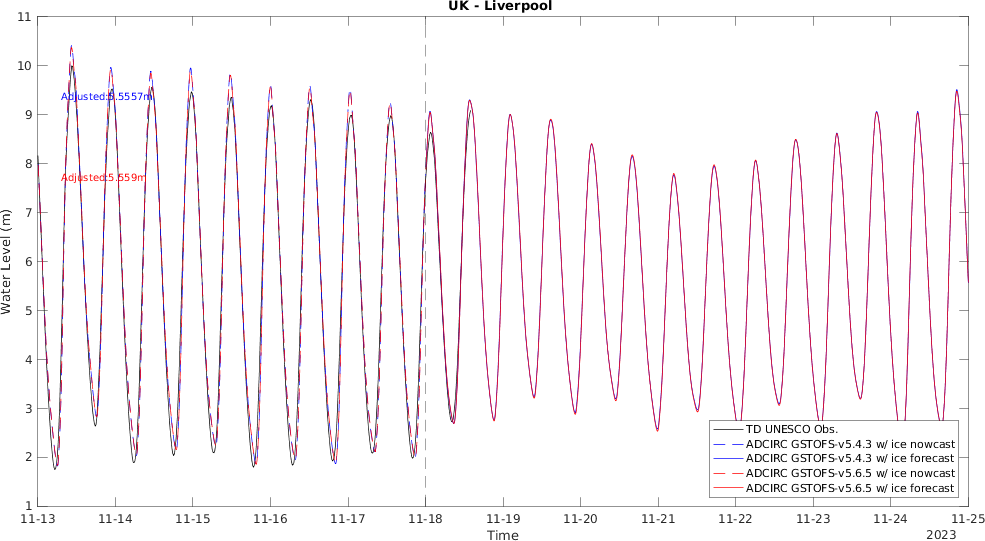 UK - Liverpool
11
10
9
8
7
6
5
4
3
2
1
Water Level (m)
Adjusted:5.5557m
Adjusted:5.559m
TD UNESCO Obs.
ADCIRC GSTOFS-v5.4.3 w/ ice nowcast
ADCIRC GSTOFS-v5.4.3 w/ ice forecast
ADCIRC GSTOFS-v5.6.5 w/ ice nowcast
ADCIRC GSTOFS-v5.6.5 w/ ice forecast
11-13 11-14 11-15 11-16 11-17 11-18 11-19 11-20 11-21 11-22 11-23 11-24 11-25
Time
2023